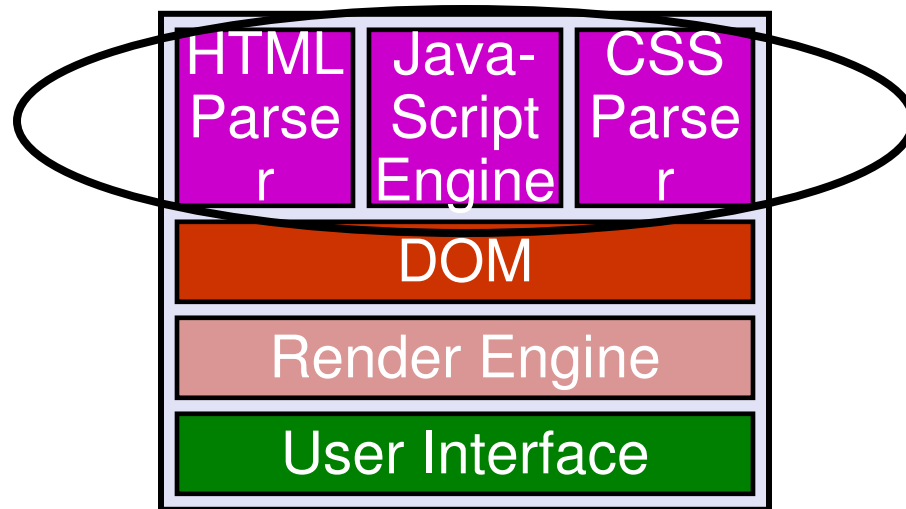 HTML
Parse
r
Java-
Script
Engine
CSS
Parse
r
DOM
Render Engine
User Interface